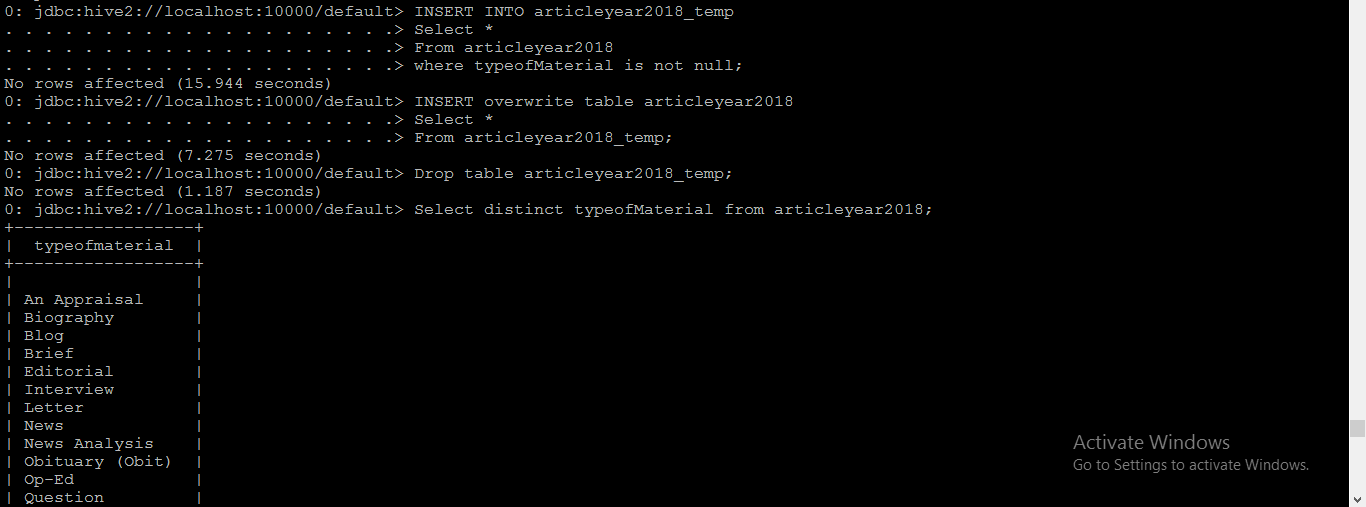 0: jdbc:hive2://localhost:10000/default> INSERT INTO articleyear2018_temp
. . . . . . . . . . . . . . . . . . . .> Select *
. . . . . . . . . . . . . . . . . . . .> From articleyear2018
. . . . . . . . . . . . . . . . . . . .> where typeofMaterial is not null;
No rows affected (15.944 seconds)
0: jdbc:hive2://localhost:10000/default> INSERT overwrite table articleyear2018
. . . . . . . . . . . . . . . . . . . .> Select *
. . . . . . . . . . . . . . . . . . . .> From articleyear2018_temp;
No rows affected (7.275 seconds)
0: jdbc:hive2://localhost:10000/default> Drop table articleyear2018_temp;
No rows affected (1.187 seconds)
0: jdbc:hive2://localhost:10000/default> Select distinct typeofMaterial from articleyear2018;
+------------------+
|  typeofmaterial  |
+------------------+
|                  |
| An Appraisal     |
| Biography        |
| Blog             |
| Brief            |
| Editorial        |
| Interview        |
| Letter           |
| News             |
| News Analysis    |
| Obituary (Obit)  |
| Op-Ed            |
| Question         |
Activate Windows
Go to Settings to activate Windows.